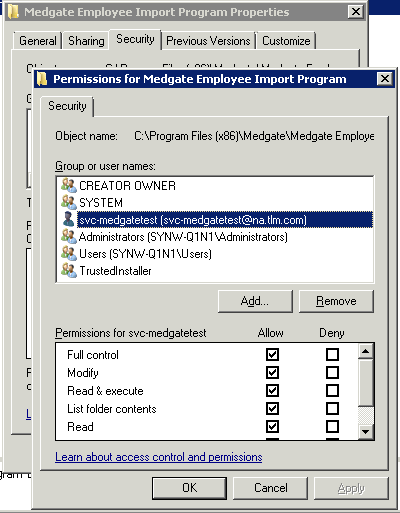 Medgate Employee Import Program Properties
General
Sharing
Security
Previous Versions
Customize
Permissions for Medgate Employee Import Program
Security
Object name: C:\Program Files (x86)\Medgate\Medgate Employe
Group or user names:
CREATOR OWNER
SYSTEM
svc-medgatetest (svc-medgatetest@na.tlm.com)
Administrators (SYNW-Q1N1\Administrators)
Users (SYNW-Q1N1\Users)
TrustedInstaller
Add...
Remove
Permissions for svc-medgatetest Allow Deny
Full control
Modify
Read & execute
List folder contents
Read
Learn about access control and permissions
OK
Cancel
Apply